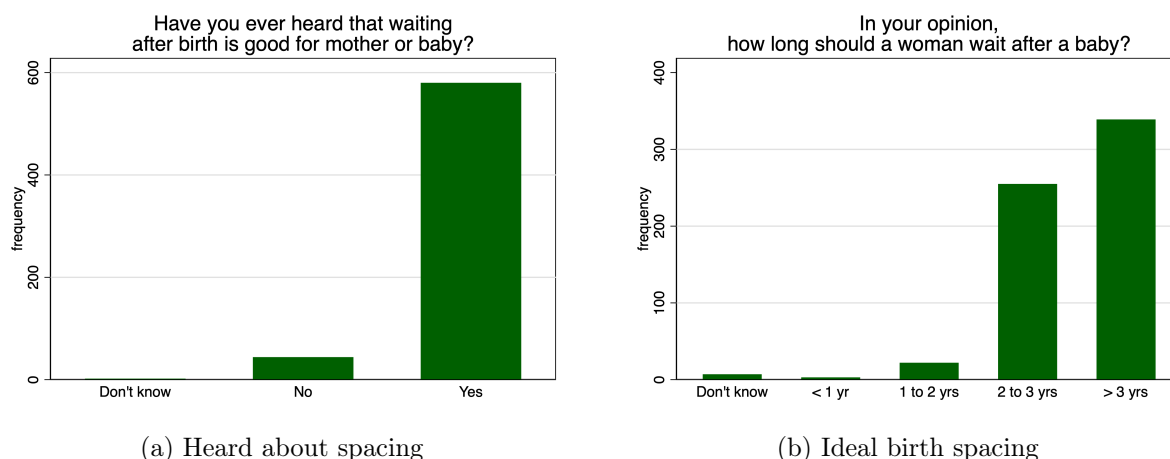 Have you ever heard that waiting
after birth is good for mother or baby?
frequency
600
400
200
0
Don't know No Yes
(a) Heard about spacing
In your opinion,
how long should a woman wait after a baby?
frequency
400
300
200
100
0
Don't know < 1 yr 1 to 2 yrs 2 to 3 yrs > 3 yrs
(b) Ideal birth spacing